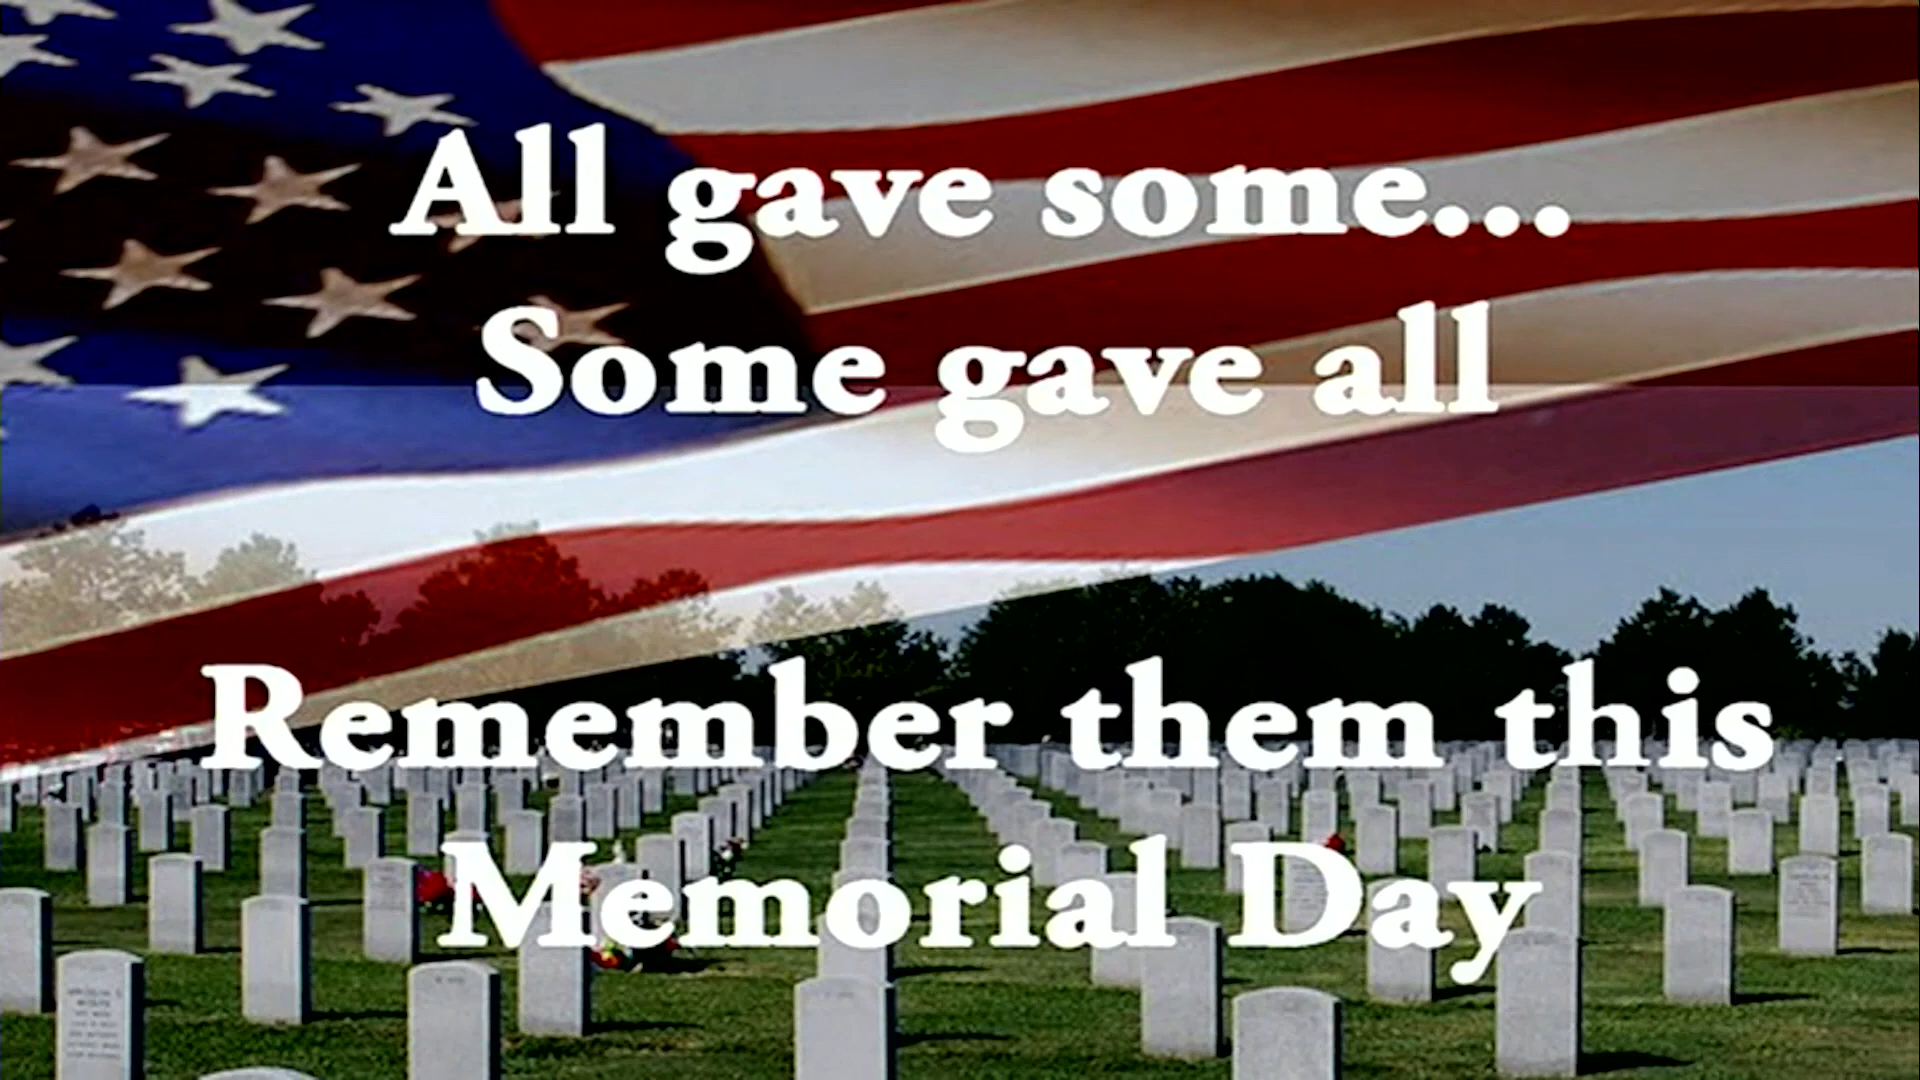 All gave some...
Some gave all
Remember them this
Memorial Day